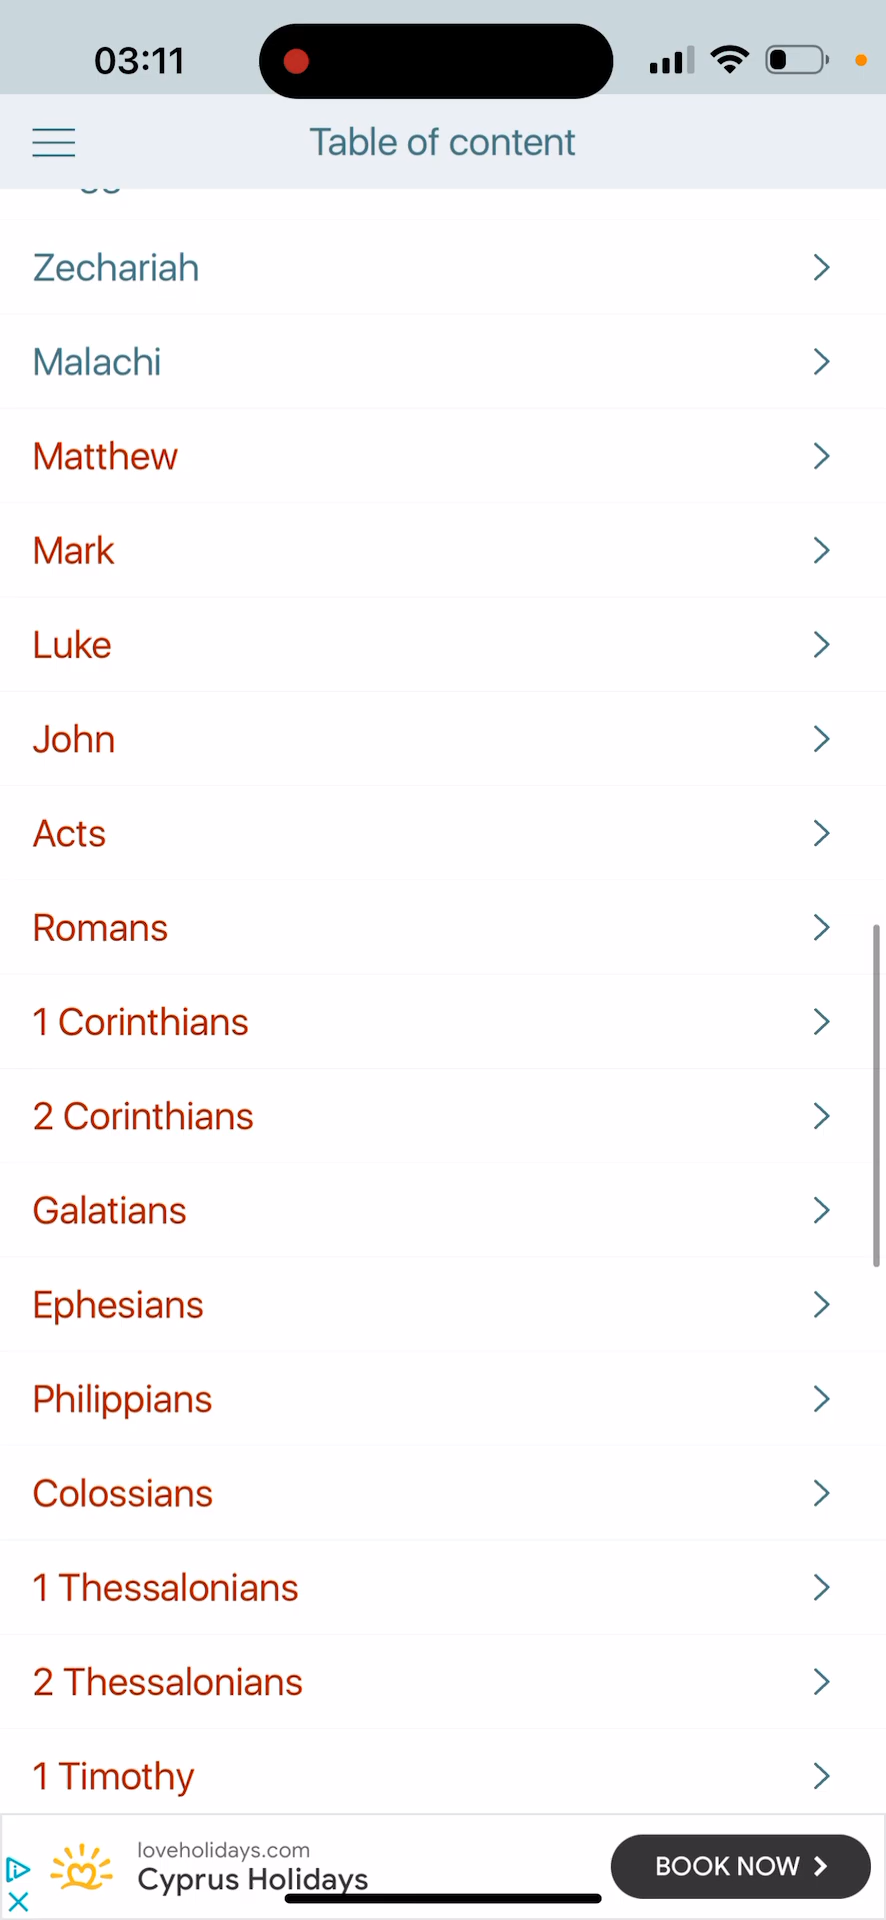 03:11
Table of content
Zechariah
Malachi
Matthew
Mark
Luke
John
Acts
Romans
1 Corinthians
2 Corinthians
Galatians
Ephesians
Philippians
Colossians
1 Thessalonians
2 Thessalonians
1 Timothy
loveholidays.com
Cyprus Holidays
BOOK NOW